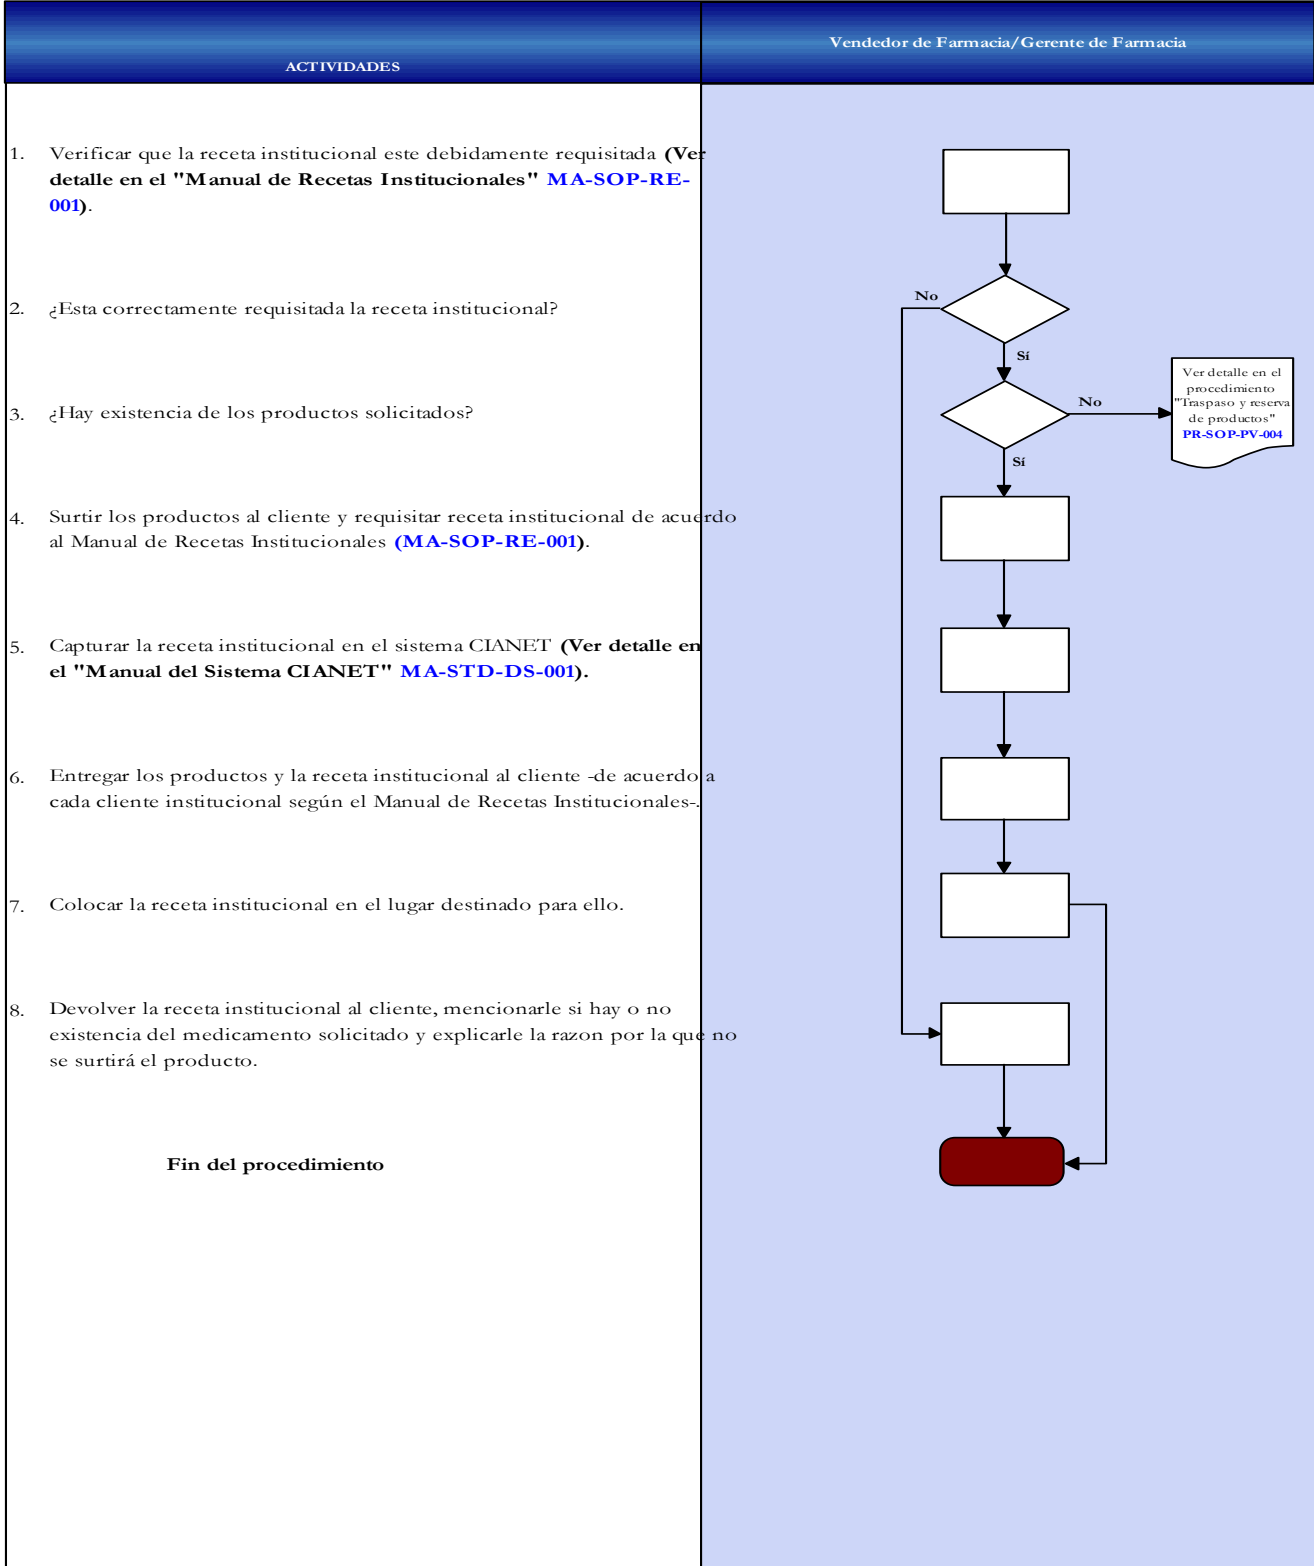 ACTIVIDADES
Vendedor de Farmacia/Gerente de Farmacia
1. Verificar que la receta institucional este debidamente requisitada (Ver
detalle en el "Manual de Recetas Institucionales" MA-SOP-RE-
001).
2. ¿Esta correctamente requisitada la receta institucional?
3. ¿Hay existencia de los productos solicitados?
4. Surtir los productos al cliente y requisitar receta institucional de acuerdo
al Manual de Recetas Institucionales (MA-SOP-RE-001).
5. Capturar la receta institucional en el sistema CIANET (Ver detalle en
el "Manual del Sistema CIANET" MA-STD-DS-001).
6. Entregar los productos y la receta institucional al cliente -de acuerdo a
cada cliente institucional según el Manual de Recetas Institucionales-.
7. Colocar la receta institucional en el lugar destinado para ello.
8. Devolver la receta institucional al cliente, mencionarle si hay o no
existencia del medicamento solicitado y explicarle la razon por la que no
se surtirá el producto.
Fin del procedimiento
No
Sí
No
Ver detalle en el
procedimiento
"Traspaso y reserva
de productos"
PR-SOP-PV-004
Sí